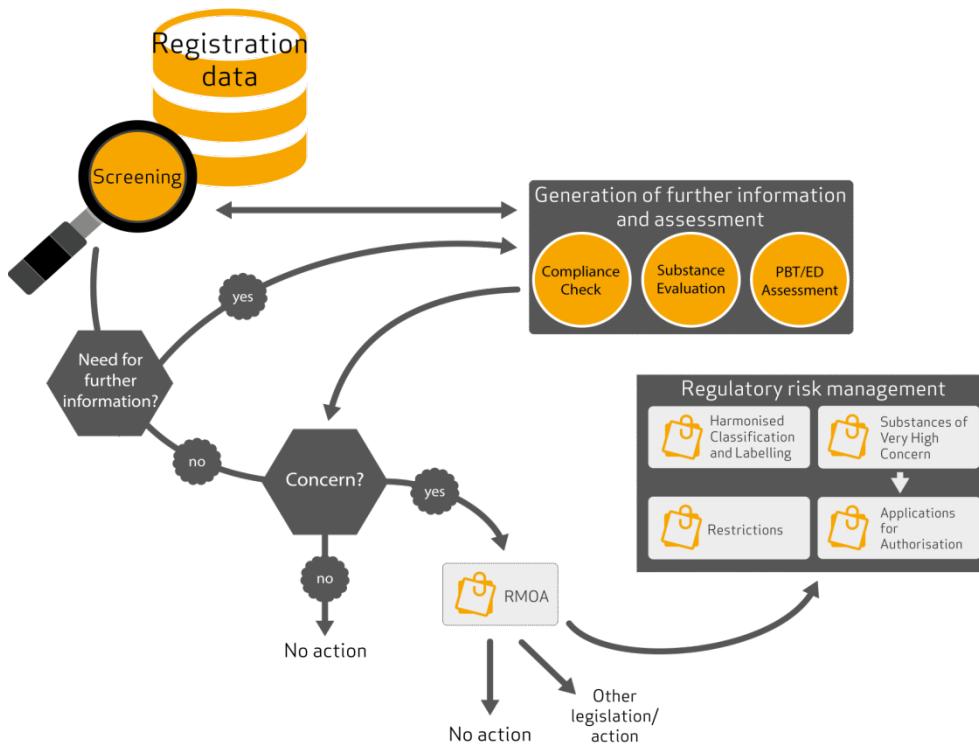 Registration
data
Screening
Generation of further information
and assessment
Compliance
Check
Substance
Evaluation
PBT/ED
Assessment
yes
Need for
further
information?
Regulatory risk management
Harmonised
Classification
and Labelling
Substances of
Very High
Concern
no
Concern?
yes
Restrictions
Applications
for
Authorisation
no
RMOA
No action
Other
legislation/
action
No action